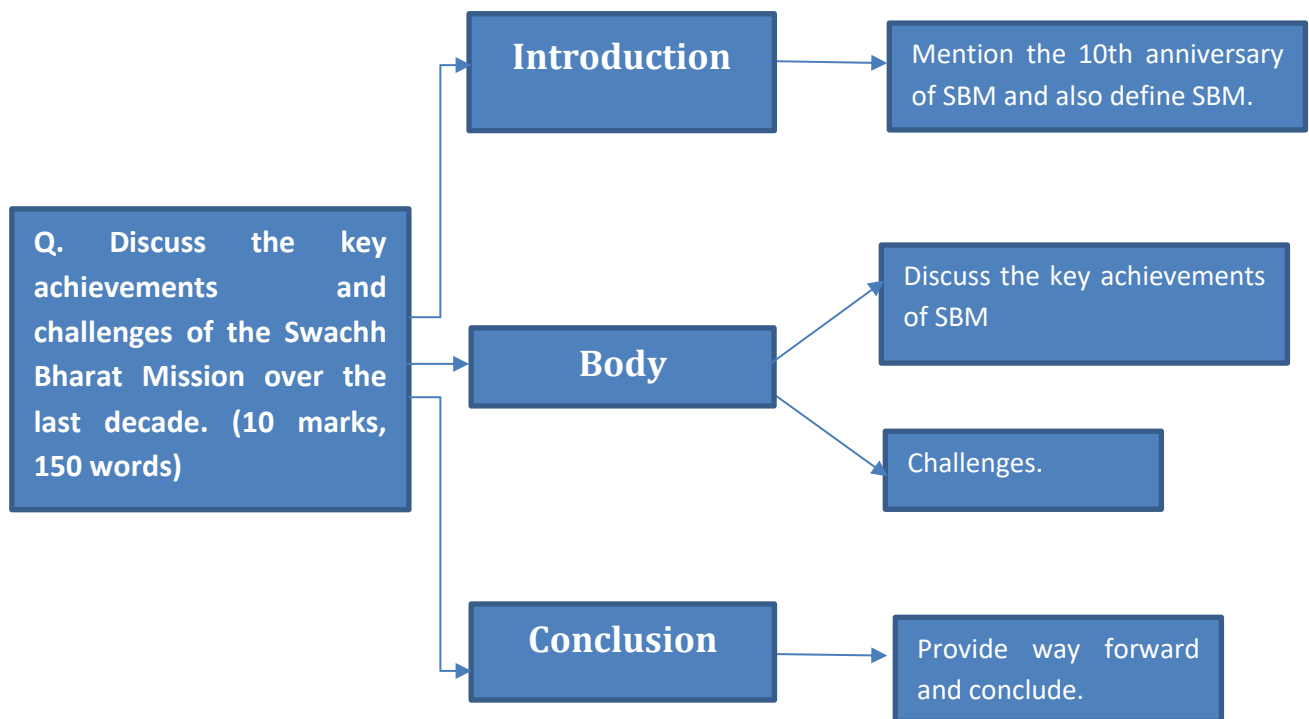 Q. Discuss the key
achievements and
challenges of the Swachh
Bharat Mission over the
last decade. (10 marks,
150 words)
Introduction
Mention the 10th anniversary
of SBM and also define SBM.
Body
Discuss the key achievements
of SBM
Challenges.
Conclusion
Provide way forward
and conclude.